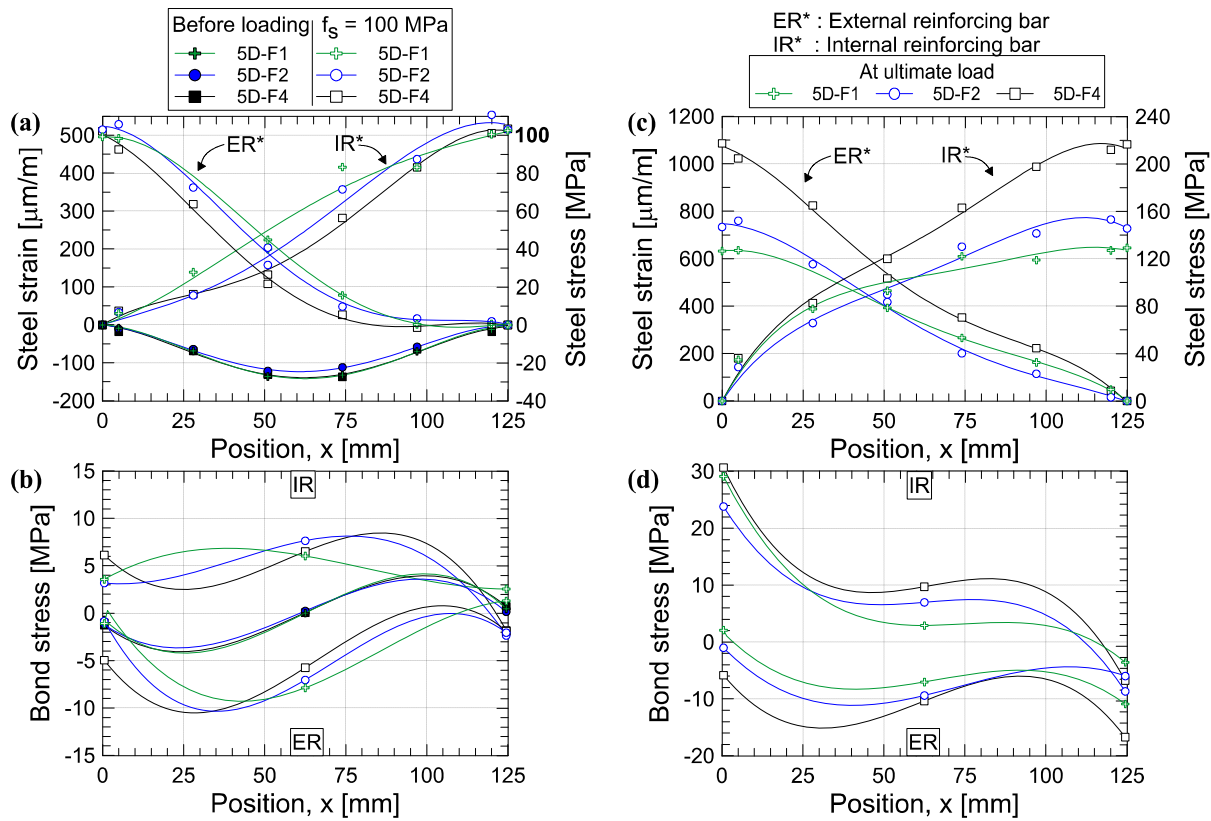 Before loading f_s = 100 MPa
5D-F1 5D-F1
5D-F2 5D-F2
5D-F4 5D-F4
ER* : External reinforcing bar
IR* : Internal reinforcing bar
At ultimate load
5D-F1 5D-F2 5D-F4
(a)
500
400
300
200
100
0
-100
-200
Steel strain [μm/m]
ER*
IR*
100
80
60
40
20
0
-20
-40
Steel stress [MPa]
0 25 50 75 100 125
Position, x [mm]
(c)
1200
1000
800
600
400
200
0
Steel strain [μm/m]
ER*
IR*
240
200
160
120
80
40
0
Steel stress [MPa]
0 25 50 75 100 125
Position, x [mm]
(b)
15
10
5
0
-5
-10
-15
Bond stress [MPa]
IR
ER
0 25 50 75 100 125
Position, x [mm]
(d)
30
20
10
0
-10
-20
Bond stress [MPa]
IR
ER
0 25 50 75 100 125
Position, x [mm]